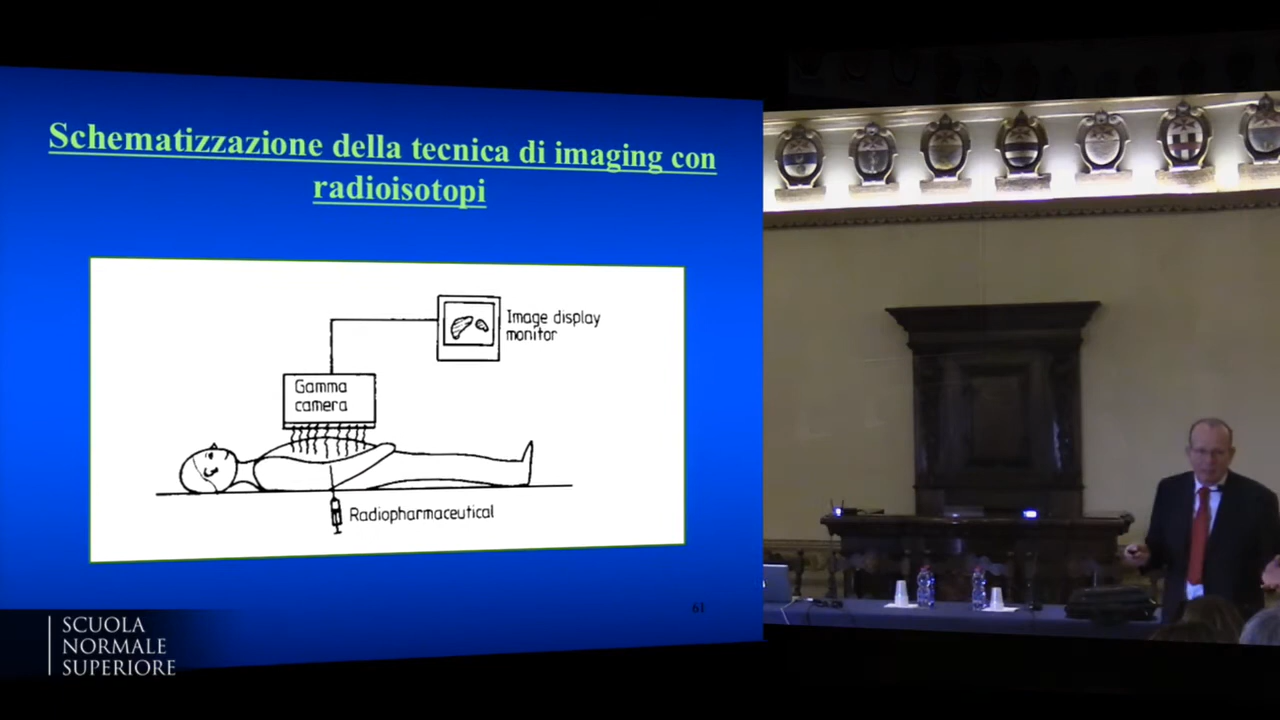 Schematizzazione della tecnica di imaging con
radioisotopi
Image display
monitor
Gamma
camera
Radiopharmaceutical
61
SCUOLA
NORMALE
SUPERIORE